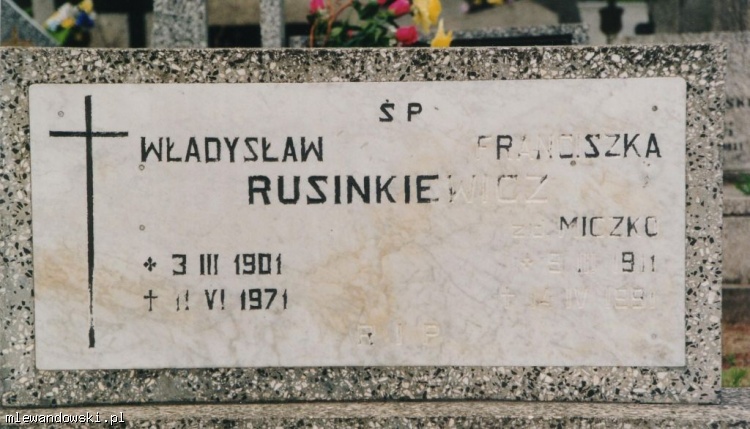 ŚP
WŁADYSŁAW FRANCISZKA
RUSINKIEWICZ
MICZKO
* 3 III 1901
† 11 VI 1971
R I P
mlewandowski.pl